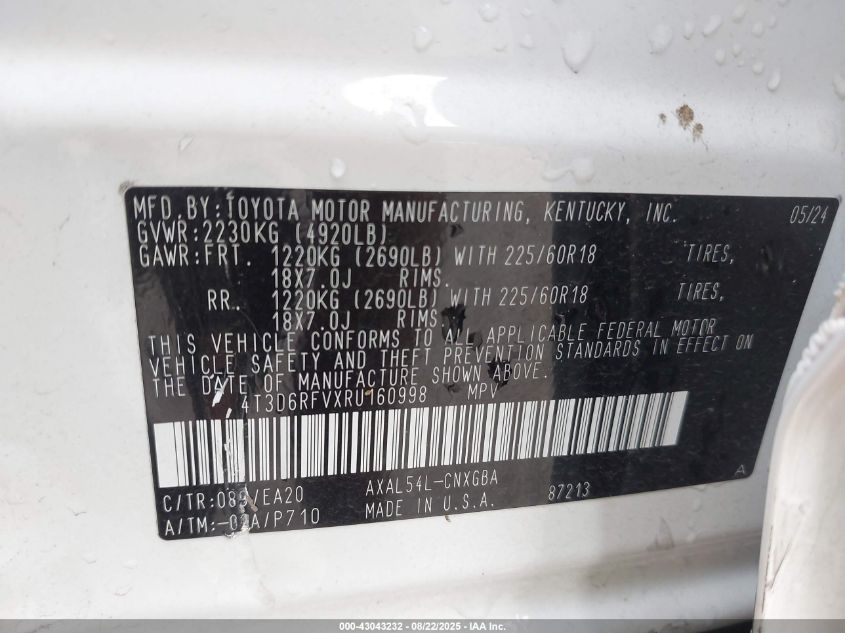 MFD.BY:TOYOTA MOTOR MANUFACTURING, KENTUCKY, INC. 05/24
GVWR:2230KG (4920LB)
GAWR:FRT. 1220KG (2690LB) WITH 225/60R18 TIRES,
18X7.0J RIMS.
RR. 1220KG (2690LB) WITH 225/60R18 TIRES,
18X7.0J RIMS
THIS VEHICLE CONFORMS TO ALL APPLICABLE FEDERAL MOTOR
VEHICLE SAFETY AND THEFT PREVENTION STANDARDS IN EFFECT ON
THE DATE OF MANUFACTURE SHOWN ABOVE.
4T3D6RFVXRU160998 MPV
C/TR:089/EA20 AXAL54L-CNXGBA 87213 A
A/TM:-02A/P710 MADE IN U.S.A.
000-43043232 - 08/22/2025 - IAA Inc.